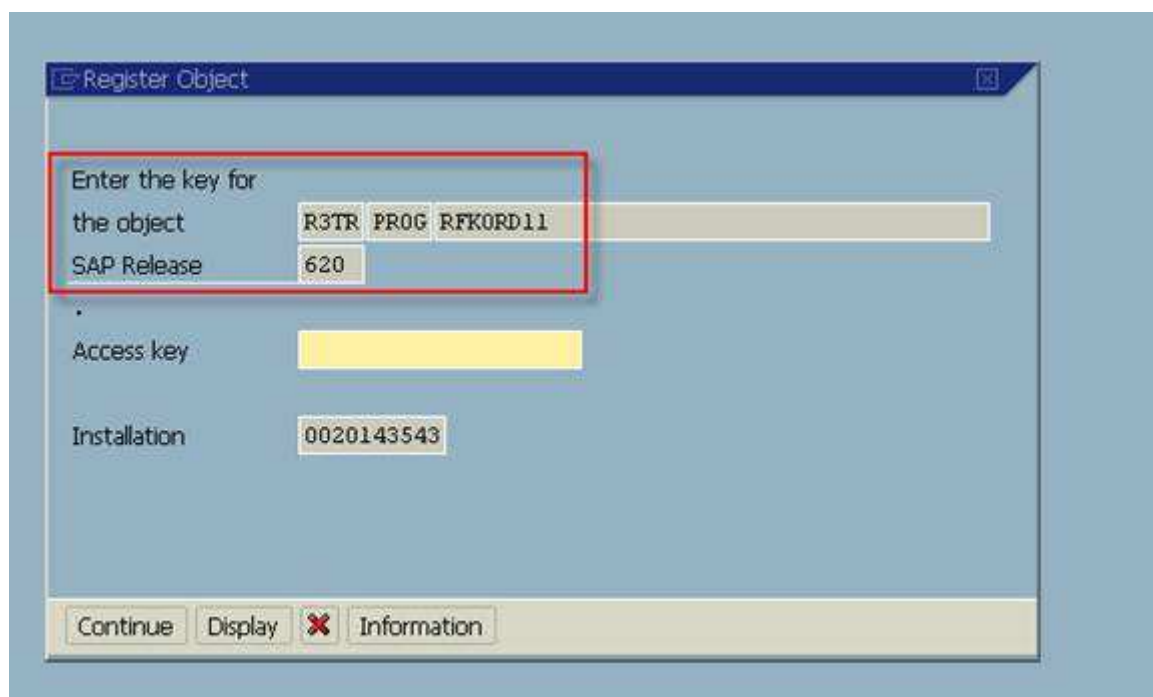 Register Object
Enter the key for
the object R3TR PROG RFKORD11
SAP Release 620
.
Access key
Installation 0020143543
Continue Display Information